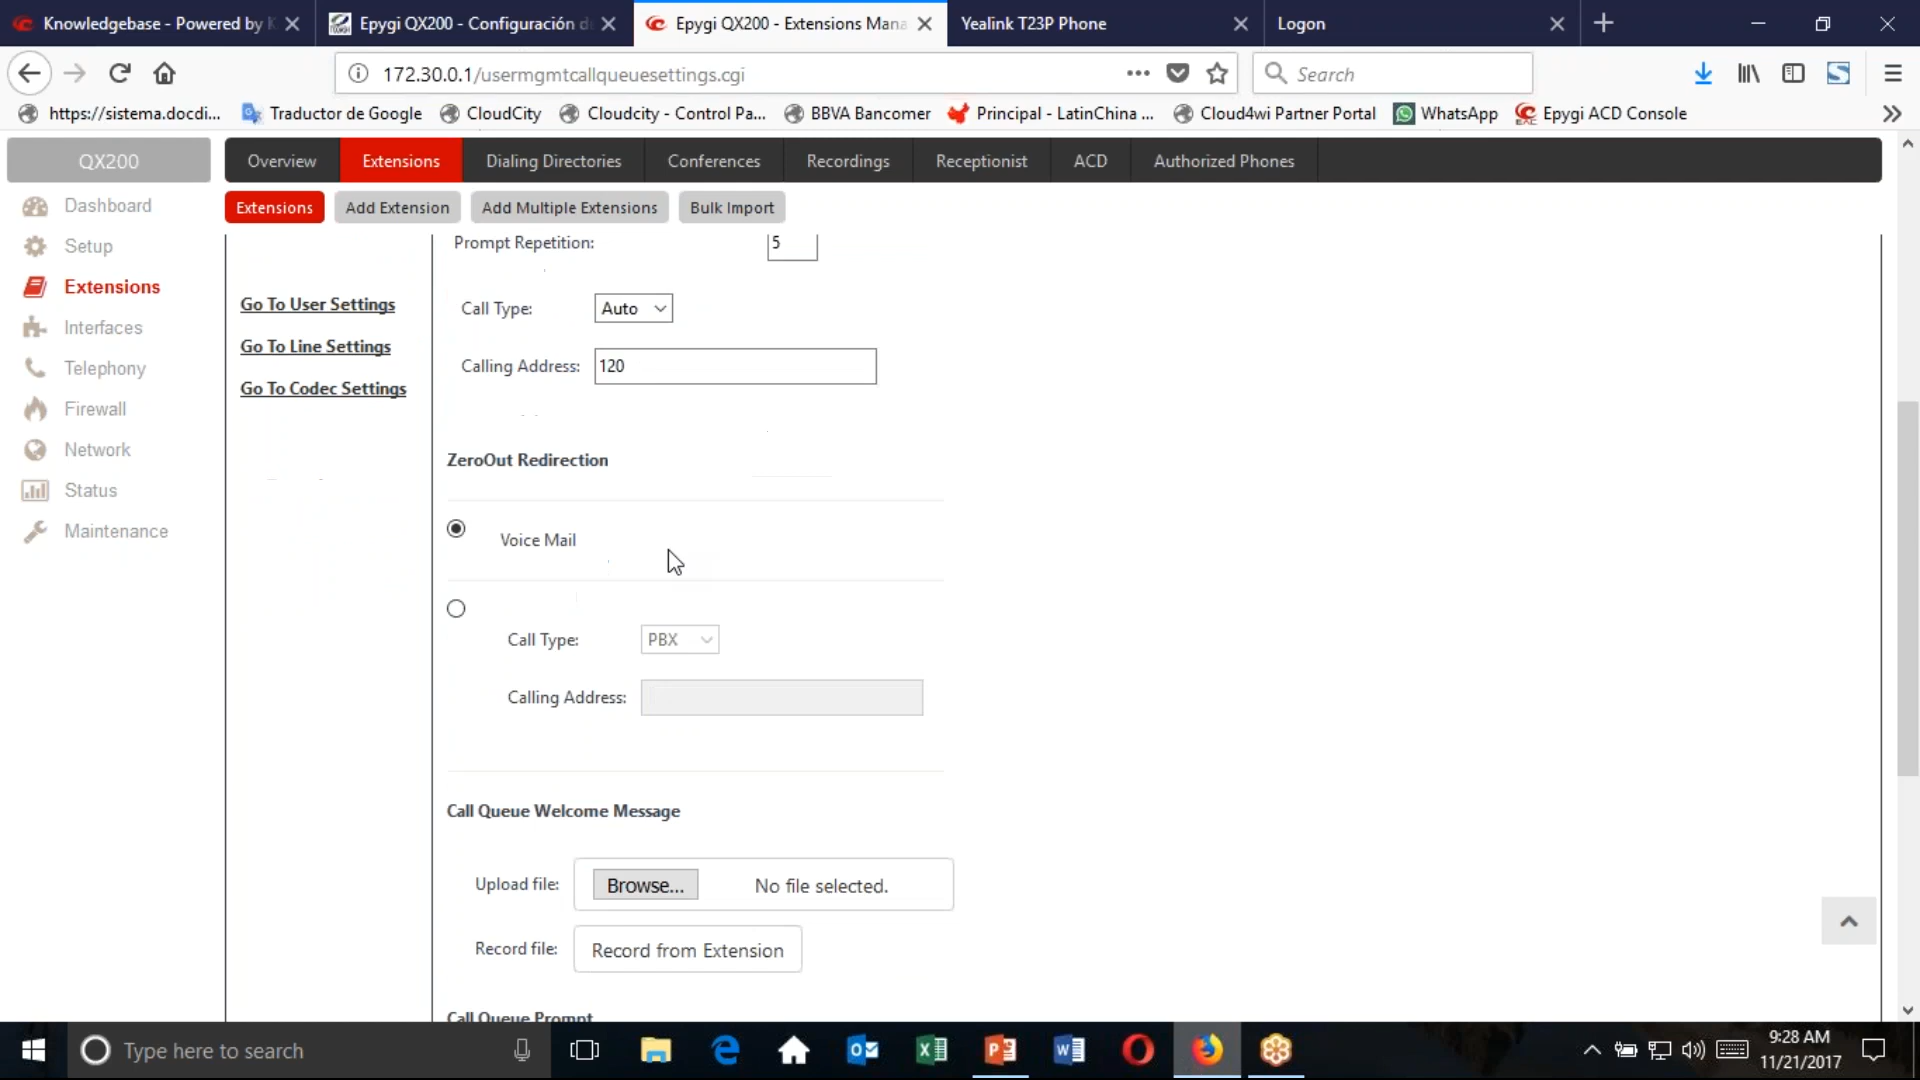 Knowledgebase - Powered by K
Epygi QX200 - Configuración d
Epygi QX200 - Extensions Mana
Yealink T23P Phone
Logon
172.30.0.1/usermgmtcallqueuesettings.cgi
Search
https://sistema.docdi...
Traductor de Google
CloudCity
Cloudcity - Control Pa...
BBVA Bancomer
Principal - LatinChina ...
Cloud4wi Partner Portal
WhatsApp
Epygi ACD Console
QX200
Overview
Extensions
Dialing Directories
Conferences
Recordings
Receptionist
ACD
Authorized Phones
Extensions
Add Extension
Add Multiple Extensions
Bulk Import
Dashboard
Setup
Extensions
Interfaces
Telephony
Firewall
Network
Status
Maintenance
Go To User Settings
Go To Line Settings
Go To Codec Settings
Prompt Repetition: 5
Call Type: Auto
Calling Address: 120
ZeroOut Redirection
Voice Mail
Call Type: PBX
Calling Address:
Call Queue Welcome Message
Upload file: Browse... No file selected.
Record file: Record from Extension
Call Queue Prompt
Type here to search
9:28 AM
11/21/2017